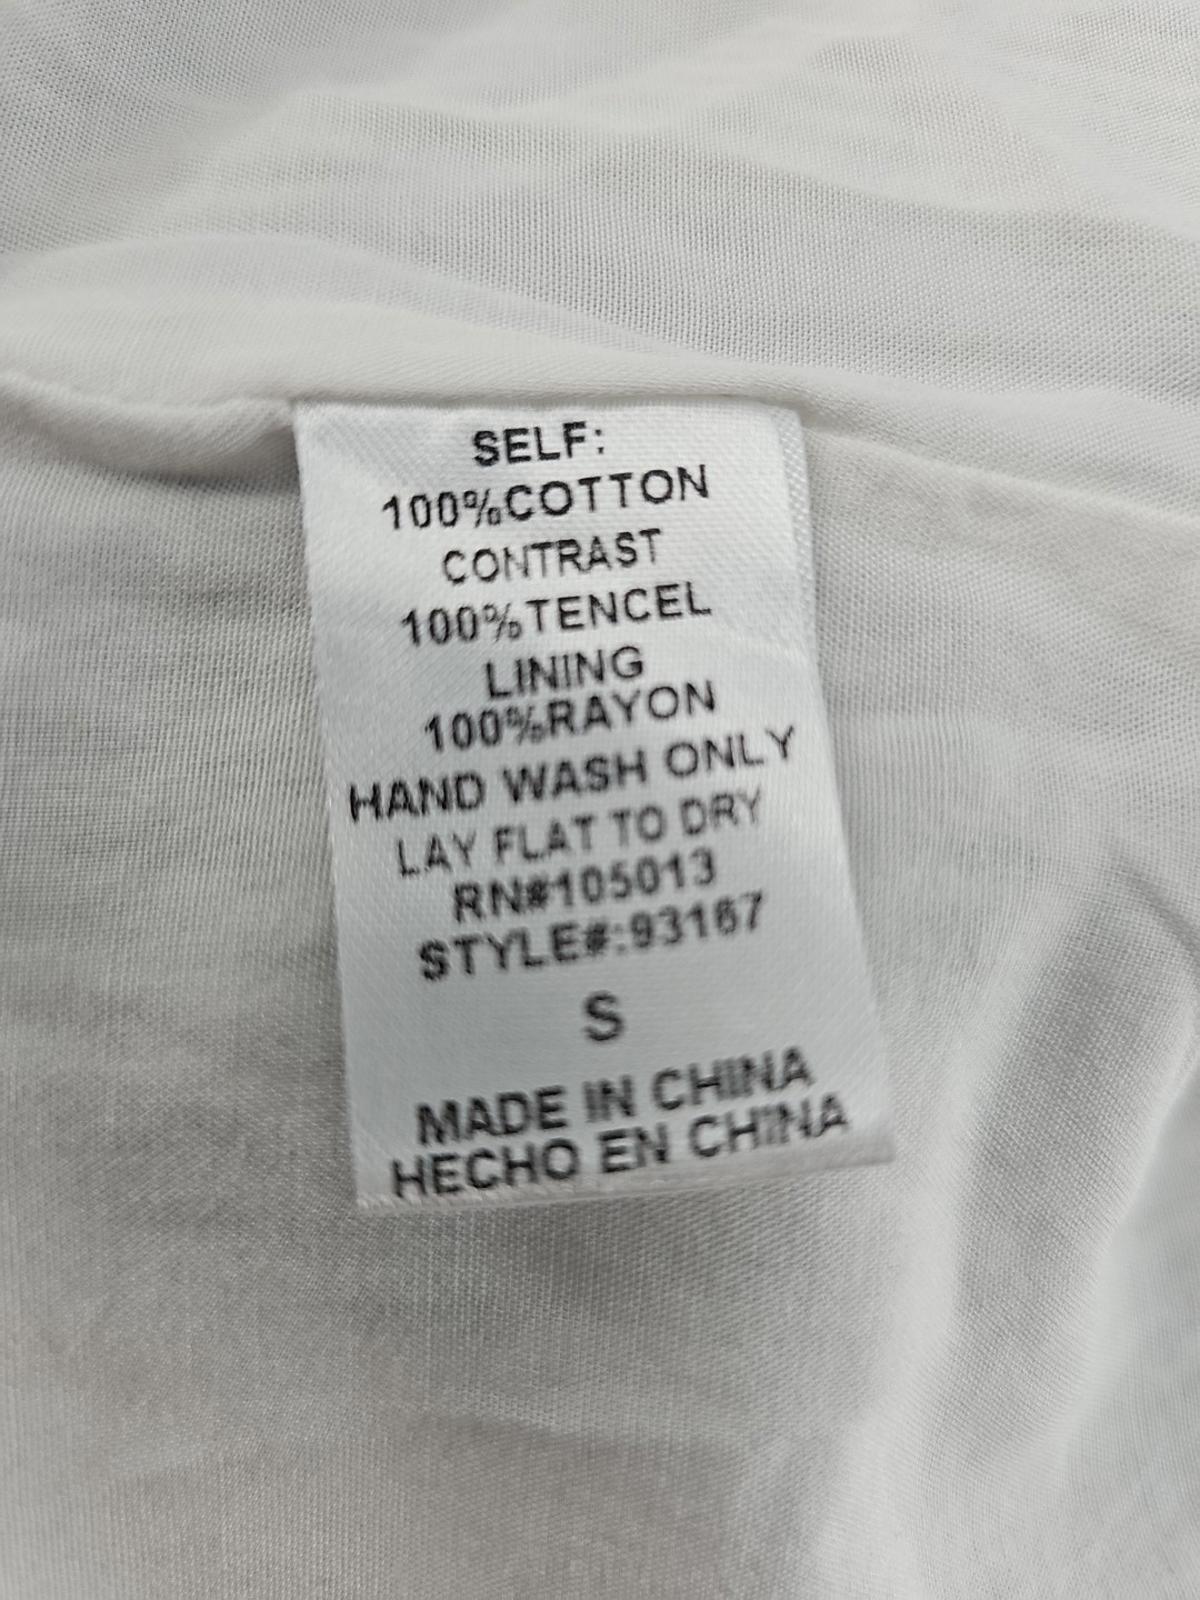 SELF:
100%COTTON
CONTRAST
100%TENCEL
LINING
100%RAYON
HAND WASH ONLY
LAY FLAT TO DRY
RN#105013
STYLE#:93167
S
MADE IN CHINA
HECHO EN CHINA